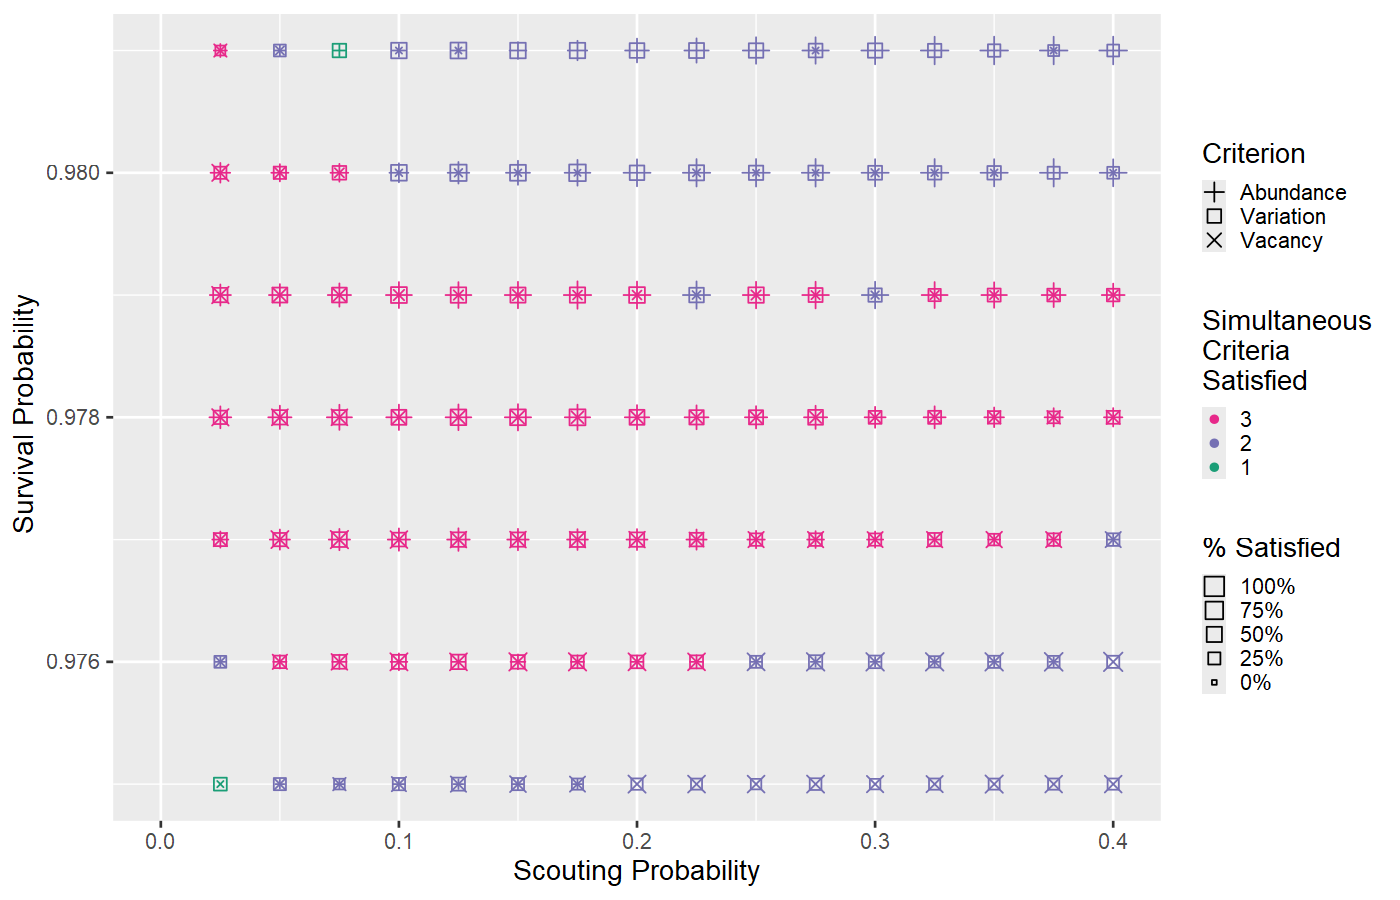 0.980
0.978
0.976
Survival Probability
0.0
0.1
0.2
0.3
0.4
Scouting Probability
Criterion
Abundance
Variation
Vacancy
Simultaneous
Criteria
Satisfied
3
2
1
% Satisfied
100%
75%
50%
25%
0%